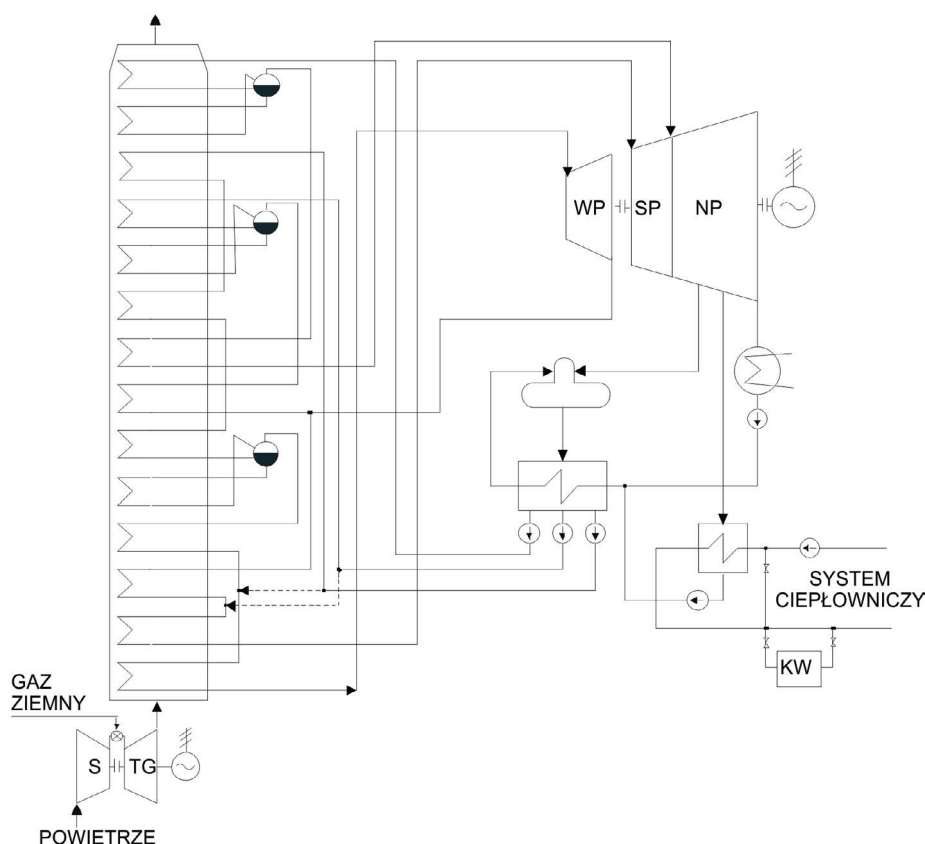 WP
SP
NP
SYSTEM
CIEPŁOWNICZY
KW
GAZ
ZIEMNY
S
TG
POWIETRZE